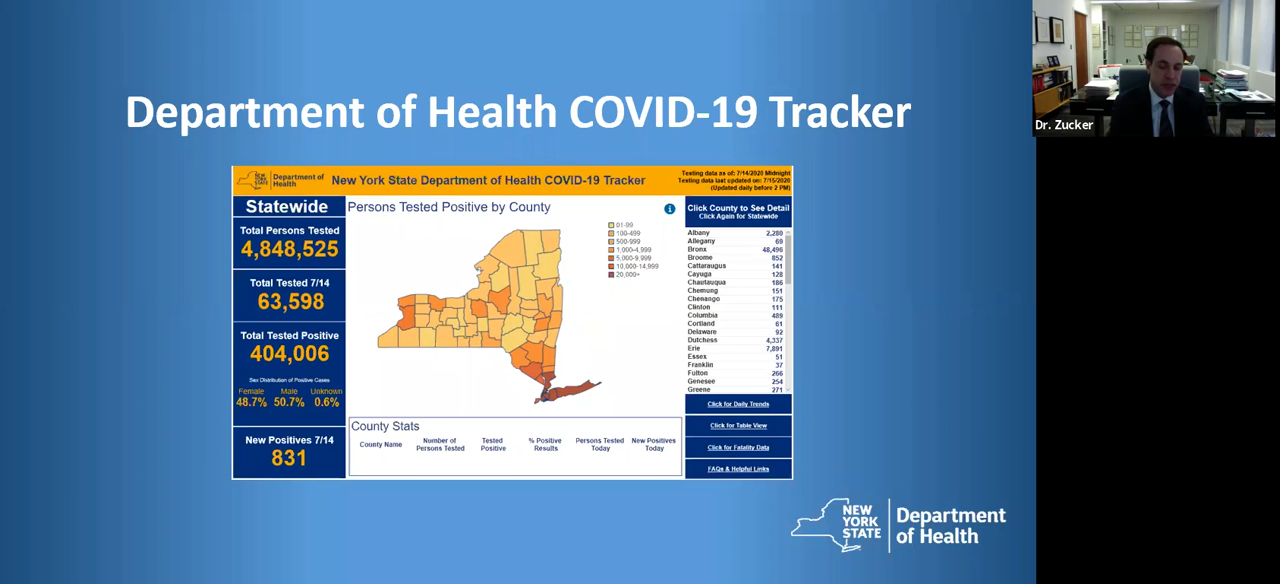 Department of Health COVID-19 Tracker
Department
of Health
New York State Department of Health COVID-19 Tracker
Testing data as of: 7/14/2020 Midnight
Testing data last updated on: 7/15/2020
(Updated daily before 2 PM)
Statewide
Total Persons Tested
4,848,525
Total Tested 7/14
63,598
Total Tested Positive
404,006
Sex Distribution of Positive Cases
Female Male Unknown
48.7% 50.7% 0.6%
New Positives 7/14
831
Persons Tested Positive by County
01-99
100-499
500-999
1,000-4,999
5,000-9,999
10,000-14,999
20,000+
County Stats
County Name Number of Persons Tested Tested Positive % Positive Results Persons Tested Today New Positives Today
Click County to See Detail
Click Again for Statewide
Albany 2,280
Allegany 69
Bronx 48,496
Broome 852
Cattaraugus 141
Cayuga 128
Chautauqua 186
Chemung 151
Chenango 175
Clinton 111
Columbia 489
Cortland 61
Delaware 92
Dutchess 4,337
Erie 7,891
Essex 51
Franklin 37
Fulton 266
Genesee 254
Greene 271
Click for Daily Trends
Click for Table View
Click for Fatality Data
FAQs & Helpful Links
NEW
YORK
STATE
Department
of Health
Dr. Zucker